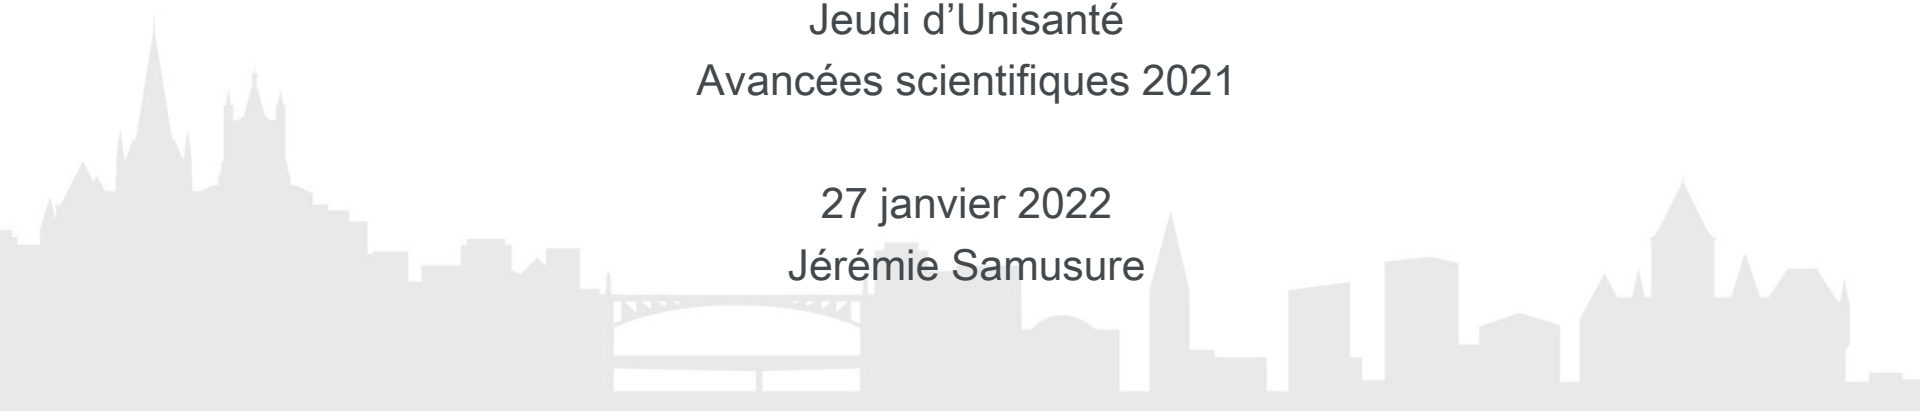 Jeudi d’Unisanté
Avancées scientifiques 2021
27 janvier 2022
Jérémie Samusure